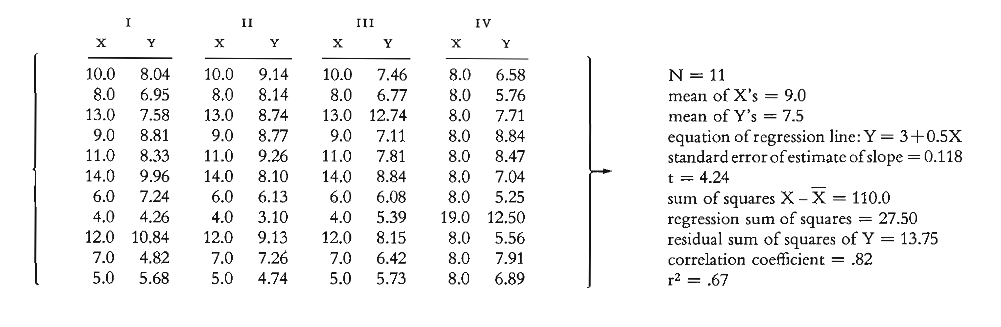 I II III IV
X Y X Y X Y X Y
10.0 8.04 10.0 9.14 10.0 7.46 8.0 6.58
8.0 6.95 8.0 8.14 8.0 6.77 8.0 5.76
13.0 7.58 13.0 8.74 13.0 12.74 8.0 7.71
9.0 8.81 9.0 8.77 9.0 7.11 8.0 8.84
11.0 8.33 11.0 9.26 11.0 7.81 8.0 8.47
14.0 9.96 14.0 8.10 14.0 8.84 8.0 7.04
6.0 7.24 6.0 6.13 6.0 6.08 8.0 5.25
4.0 4.26 4.0 3.10 4.0 5.39 19.0 12.50
12.0 10.84 12.0 9.13 12.0 8.15 8.0 5.56
7.0 4.82 7.0 7.26 7.0 6.42 8.0 7.91
5.0 5.68 5.0 4.74 5.0 5.73 8.0 6.89
N = 11
mean of X's = 9.0
mean of Y's = 7.5
equation of regression line: Y = 3+0.5X
standard error of estimate of slope = 0.118
t = 4.24
sum of squares X – X̅ = 110.0
regression sum of squares = 27.50
residual sum of squares of Y = 13.75
correlation coefficient = .82
r² = .67